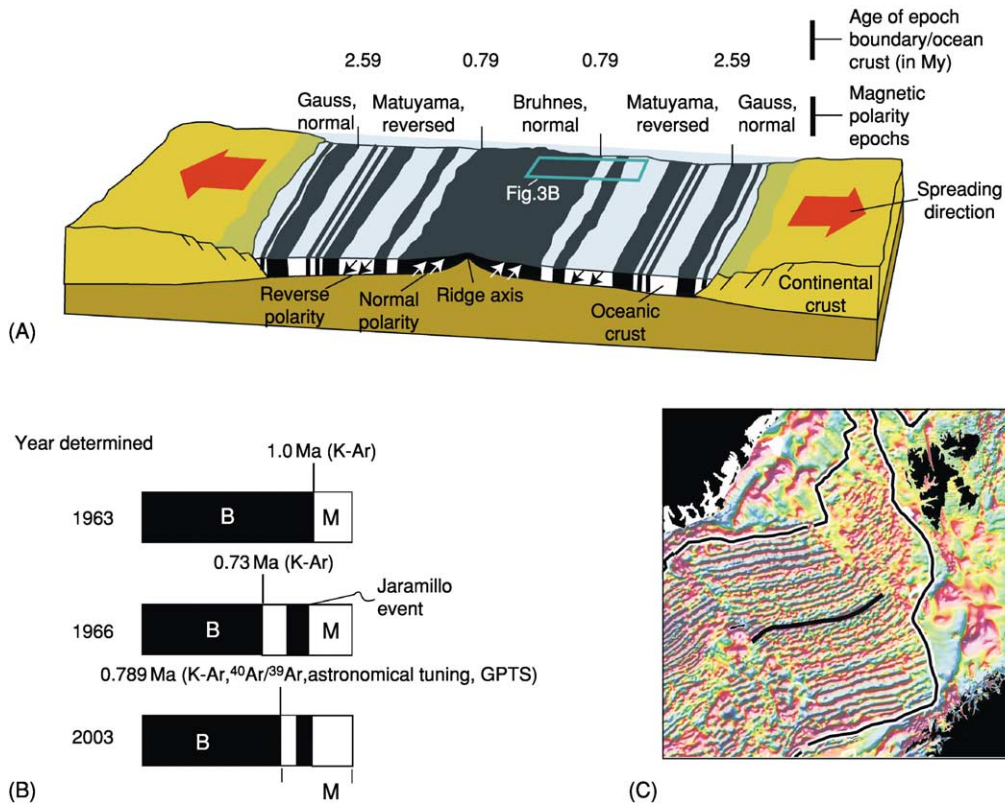 Age of epoch
boundary/ocean
crust (in My)
2.59
0.79
0.79
2.59
Magnetic
polarity
epochs
Gauss,
normal
Matuyama,
reversed
Bruhnes,
normal
Matuyama,
reversed
Gauss,
normal
Fig.3B
Spreading
direction
Reverse
polarity
Normal
polarity
Ridge axis
Oceanic
crust
Continental
crust
(A)
Year determined
1.0 Ma (K-Ar)
1963
B
M
0.73 Ma (K-Ar)
Jaramillo
event
1966
B
M
0.789 Ma (K-Ar,⁴⁰Ar/³⁹Ar,astronomical tuning, GPTS)
2003
B
M
(B)
(C)